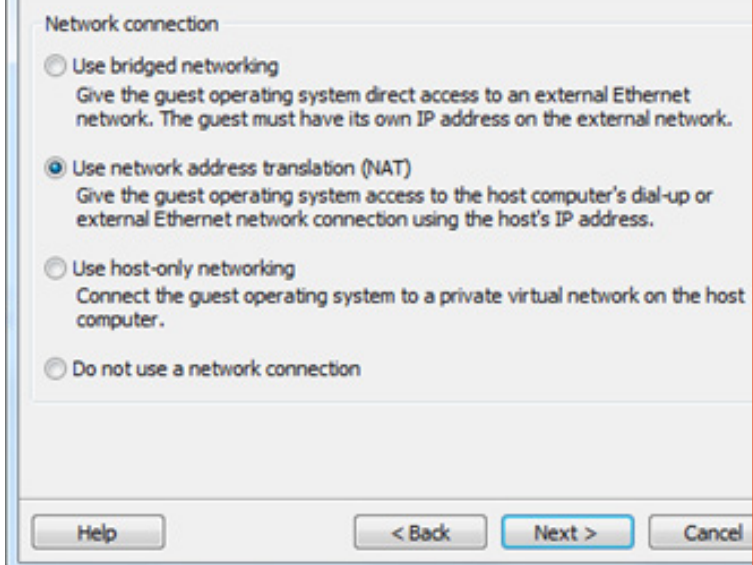 Network connection
Use bridged networking
Give the guest operating system direct access to an external Ethernet
network. The guest must have its own IP address on the external network.
Use network address translation (NAT)
Give the guest operating system access to the host computer's dial-up or
external Ethernet network connection using the host's IP address.
Use host-only networking
Connect the guest operating system to a private virtual network on the host
computer.
Do not use a network connection
Help < Back Next > Cancel